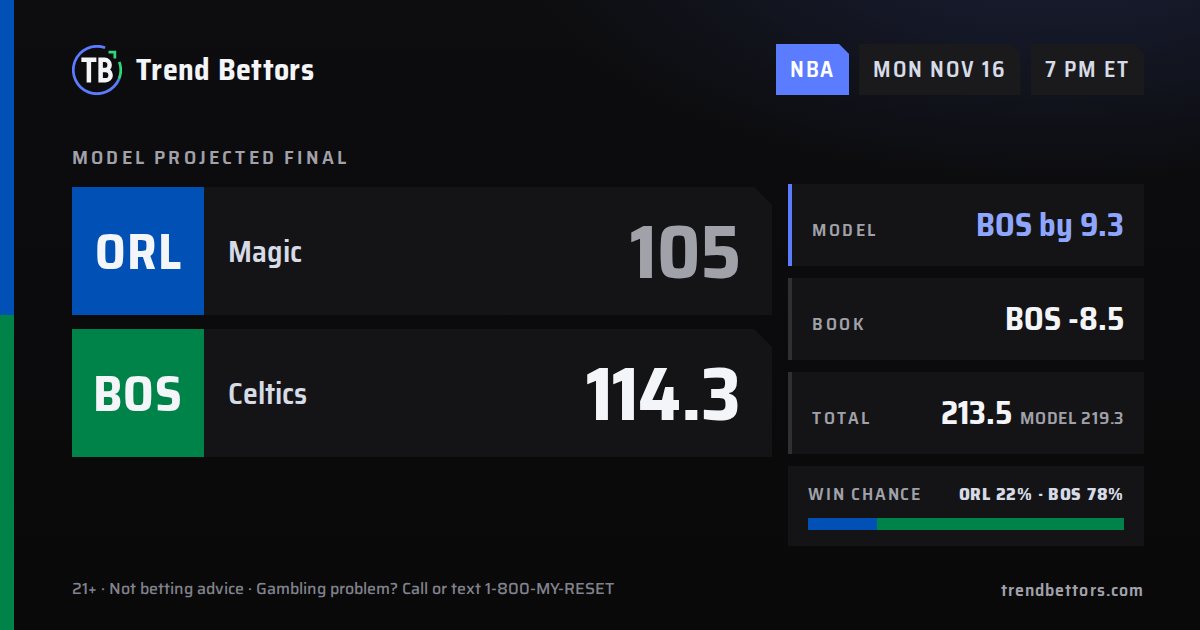 TB Trend Bettors
NBA MON NOV 16 7 PM ET
MODEL PROJECTED FINAL
ORL Magic 105
BOS Celtics 114.3
MODEL BOS by 9.3
BOOK BOS -8.5
TOTAL 213.5 MODEL 219.3
WIN CHANCE ORL 22% · BOS 78%
21+ · Not betting advice · Gambling problem? Call or text 1-800-MY-RESET
trendbettors.com